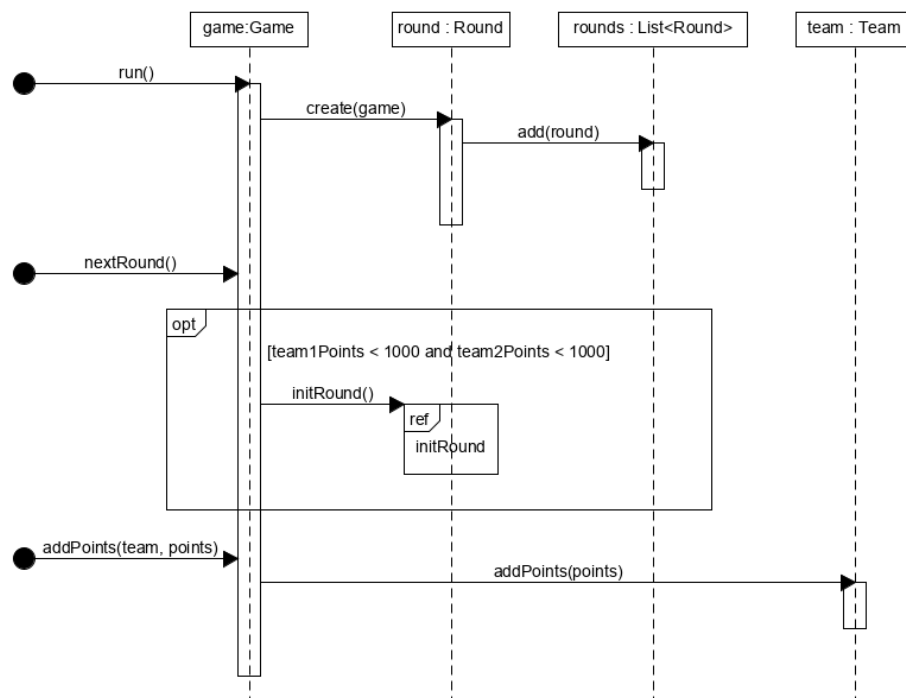 game:Game
round : Round
rounds : List<Round>
team : Team
run()
create(game)
add(round)
nextRound()
opt
[team1Points < 1000 and team2Points < 1000]
initRound()
ref
initRound
addPoints(team, points)
addPoints(points)